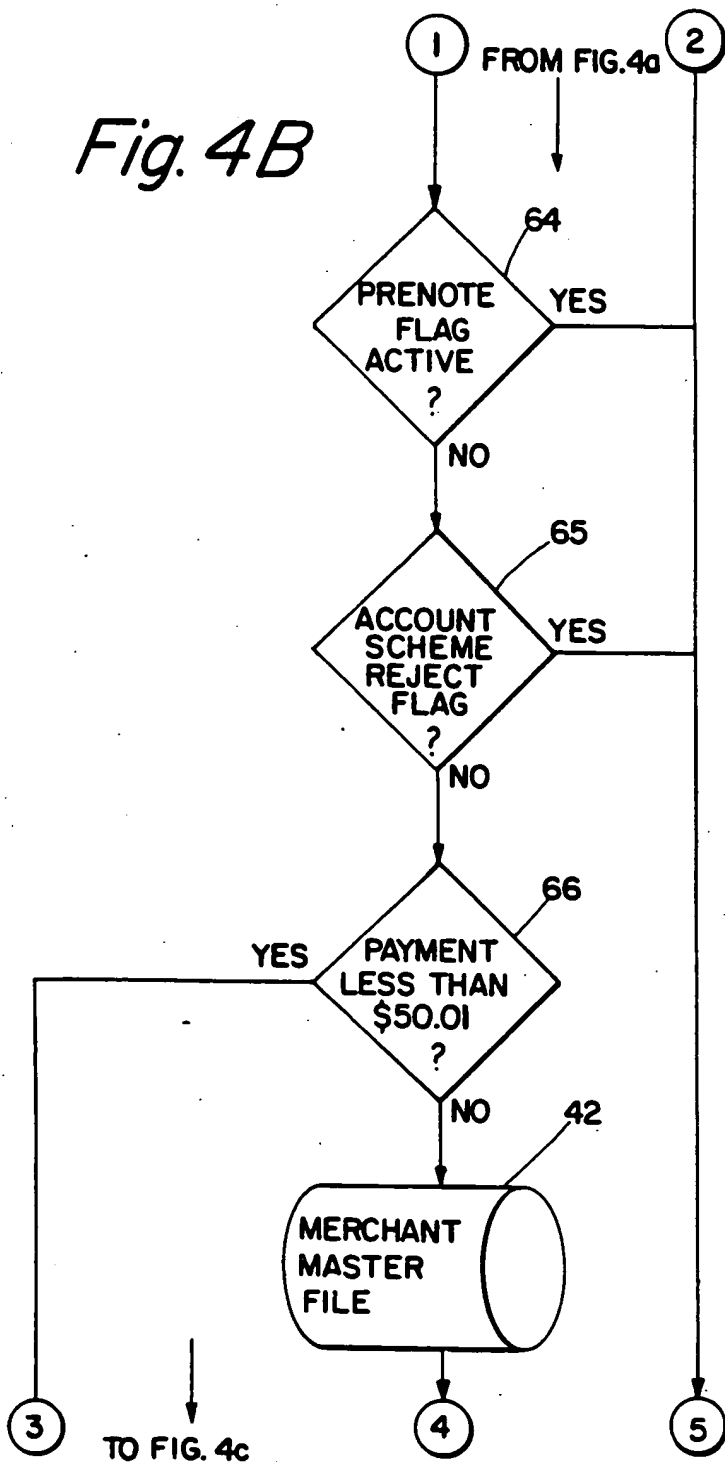 1
FROM FIG.4a
2
Fig. 4B
64
PRENOTE
FLAG
ACTIVE
?
YES
NO
65
ACCOUNT
SCHEME
REJECT
FLAG
?
YES
NO
66
YES
PAYMENT
LESS THAN
$50.01
?
NO
42
MERCHANT
MASTER
FILE
3
TO FIG. 4c
4
5